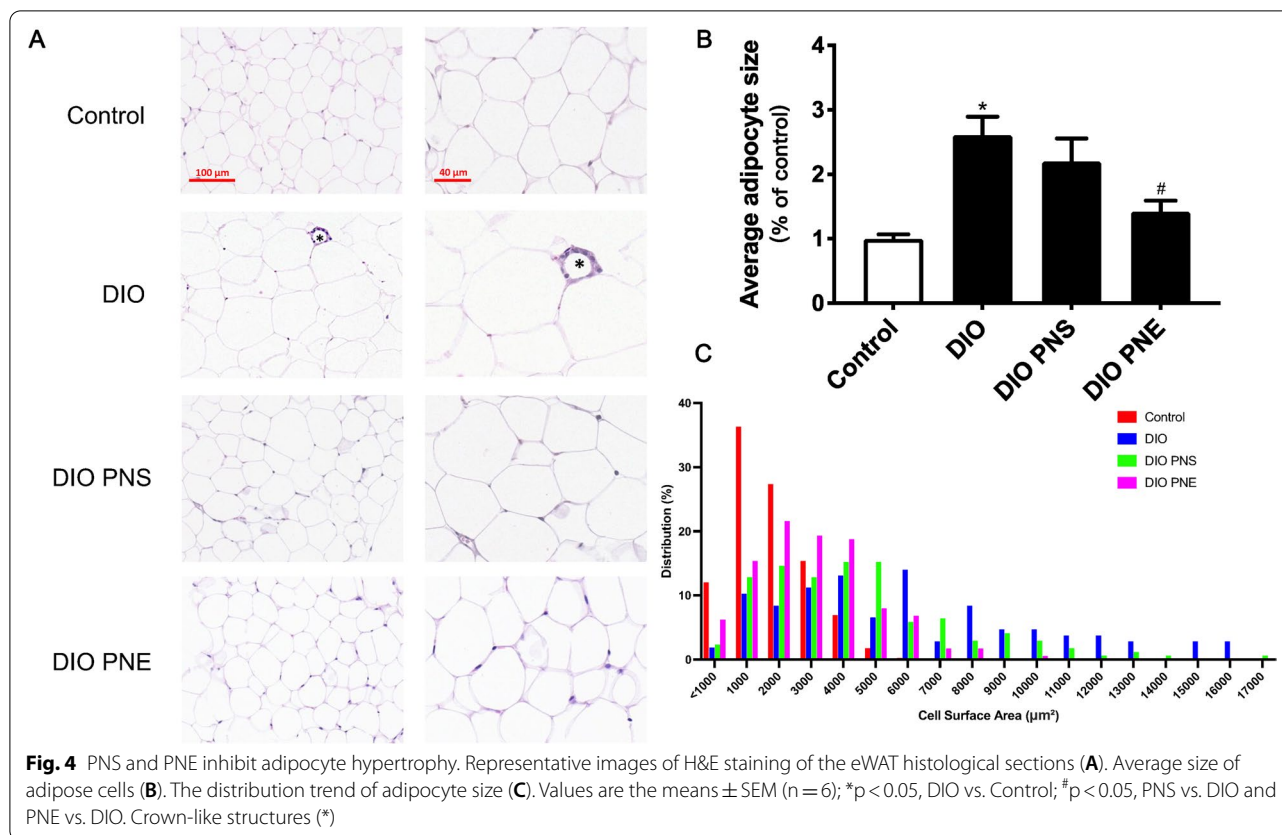 A
Control
100 µm
40 µm
DIO
*
*
DIO PNS
DIO PNE
B
Average adipocyte size
(% of control)
4
3
2
1
0
*
#
Control
DIO
DIO PNS
DIO PNE
C
Distribution (%)
40
30
20
10
0
Control
DIO
DIO PNS
DIO PNE
<1000
1000
2000
3000
4000
5000
6000
7000
8000
9000
10000
11000
12000
13000
14000
15000
16000
17000
Cell Surface Area (µm²)
Fig. 4 PNS and PNE inhibit adipocyte hypertrophy. Representative images of H&E staining of the eWAT histological sections (A). Average size of
adipose cells (B). The distribution trend of adipocyte size (C). Values are the means ± SEM (n = 6); *p < 0.05, DIO vs. Control; #p < 0.05, PNS vs. DIO and
PNE vs. DIO. Crown-like structures (*)